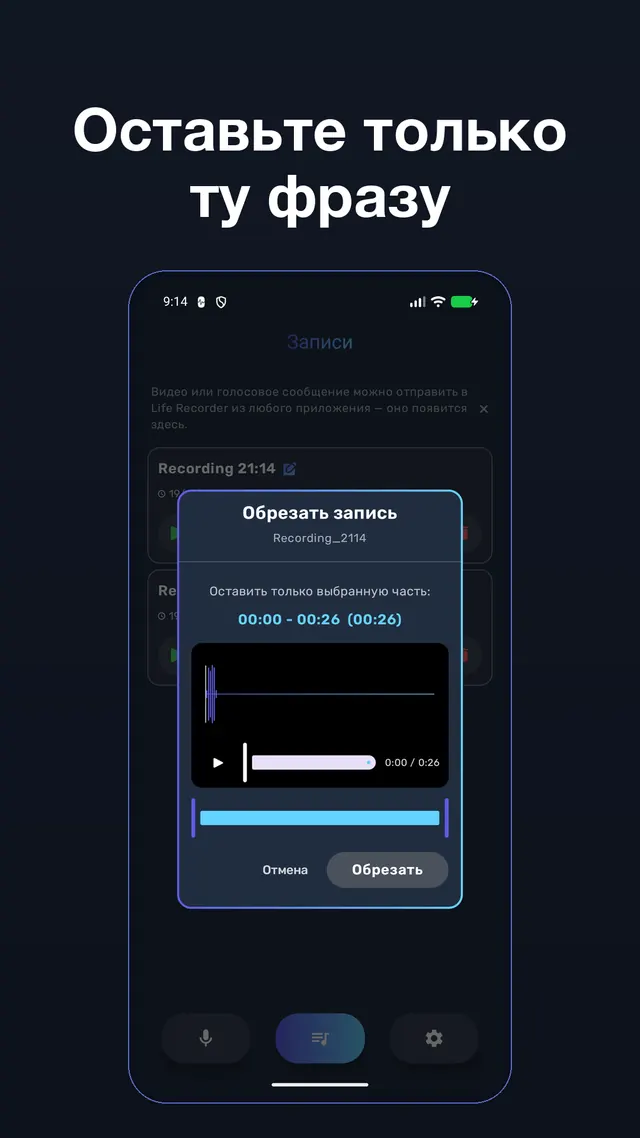 Оставьте только
ту фразу
9:14
Записи
Видео или голосовое сообщение можно отправить в
Life Recorder из любого приложения — оно появится
здесь.
Recording 21:14
19
Обрезать запись
Recording_2114
Оставить только выбранную часть:
00:00 - 00:26 (00:26)
0:00 / 0:26
Отмена
Обрезать